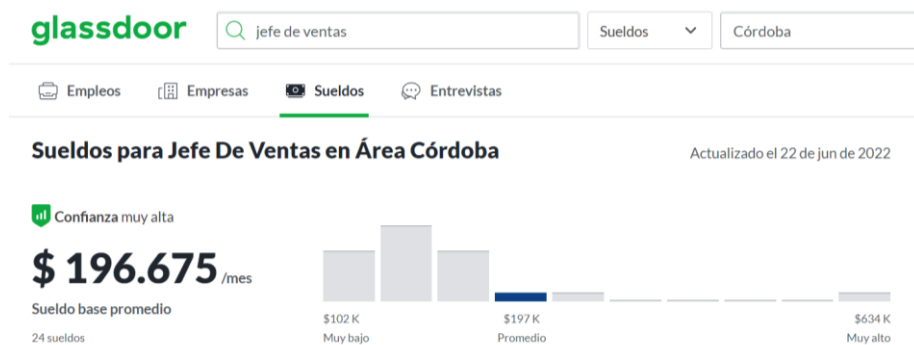 glassdoor jefe de ventas Sueldos Córdoba
Empleos Empresas Sueldos Entrevistas
Sueldos para Jefe De Ventas en Área Córdoba
Actualizado el 22 de jun de 2022
Confianza muy alta
$ 196.675 /mes
Sueldo base promedio
24 sueldos
$102 K $197 K $634 K
Muy bajo Promedio Muy alto